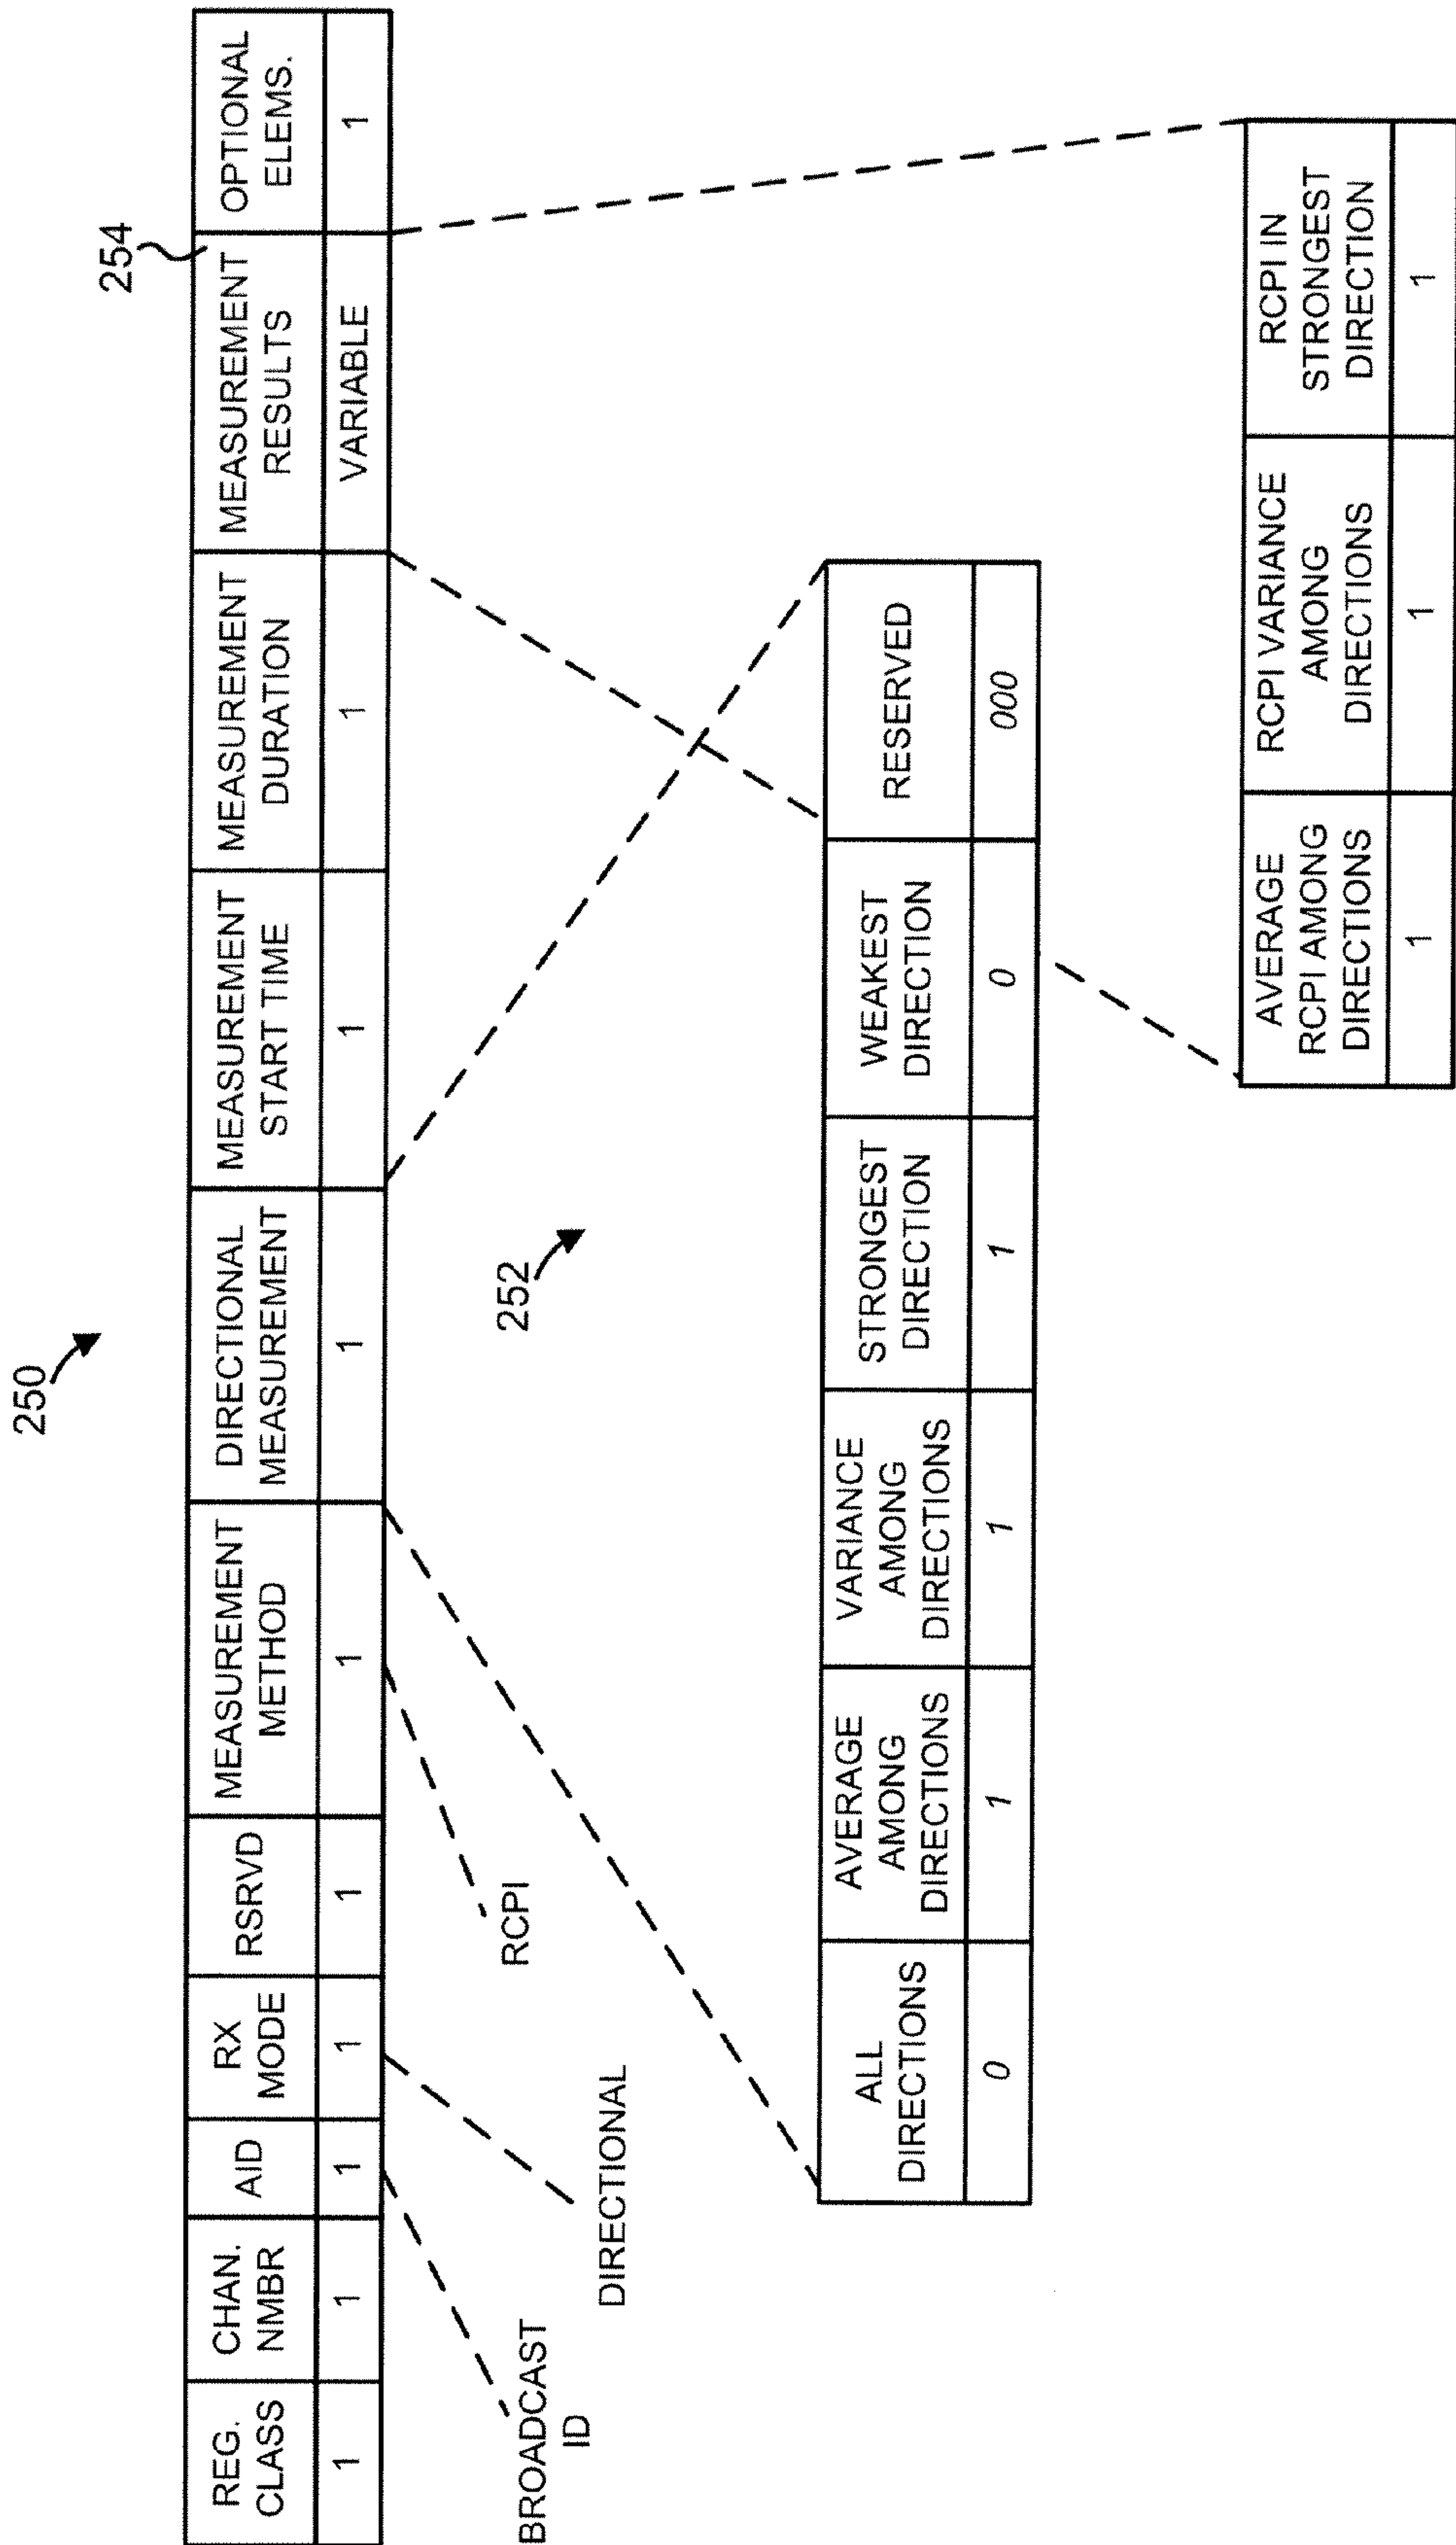 250
254
REG.
CLASS
CHAN.
NMBR
AID
RX
MODE
RSRVD
MEASUREMENT
METHOD
DIRECTIONAL
MEASUREMENT
MEASUREMENT
START TIME
MEASUREMENT
DURATION
MEASUREMENT
RESULTS
OPTIONAL
ELEMS.
1
1
1
1
1
1
1
1
1
VARIABLE
1
BROADCAST
ID
DIRECTIONAL
RCPI
252
ALL
DIRECTIONS
AVERAGE
AMONG
DIRECTIONS
VARIANCE
AMONG
DIRECTIONS
STRONGEST
DIRECTION
WEAKEST
DIRECTION
RESERVED
0
1
1
1
0
000
AVERAGE
RCPI AMONG
DIRECTIONS
RCPI VARIANCE
AMONG
DIRECTIONS
RCPI IN
STRONGEST
DIRECTION
1
1
1